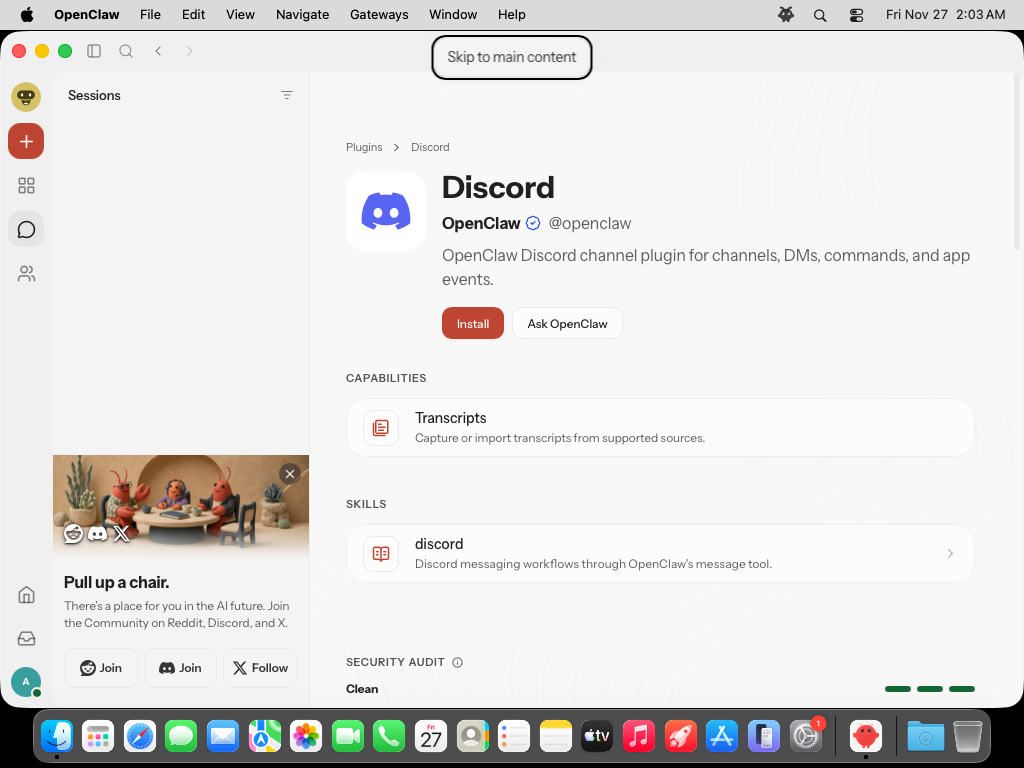 OpenClaw File Edit View Navigate Gateways Window Help Fri Nov 27 2:03 AM
Skip to main content
Sessions
Plugins Discord
Discord
OpenClaw @openclaw
OpenClaw Discord channel plugin for channels, DMs, commands, and app
events.
Install Ask OpenClaw
CAPABILITIES
Transcripts
Capture or import transcripts from supported sources.
SKILLS
discord
Discord messaging workflows through OpenClaw's message tool.
SECURITY AUDIT
Clean
Pull up a chair.
There's a place for you in the AI future. Join
the Community on Reddit, Discord, and X.
Join Join Follow
A
Fri
27
tv
1